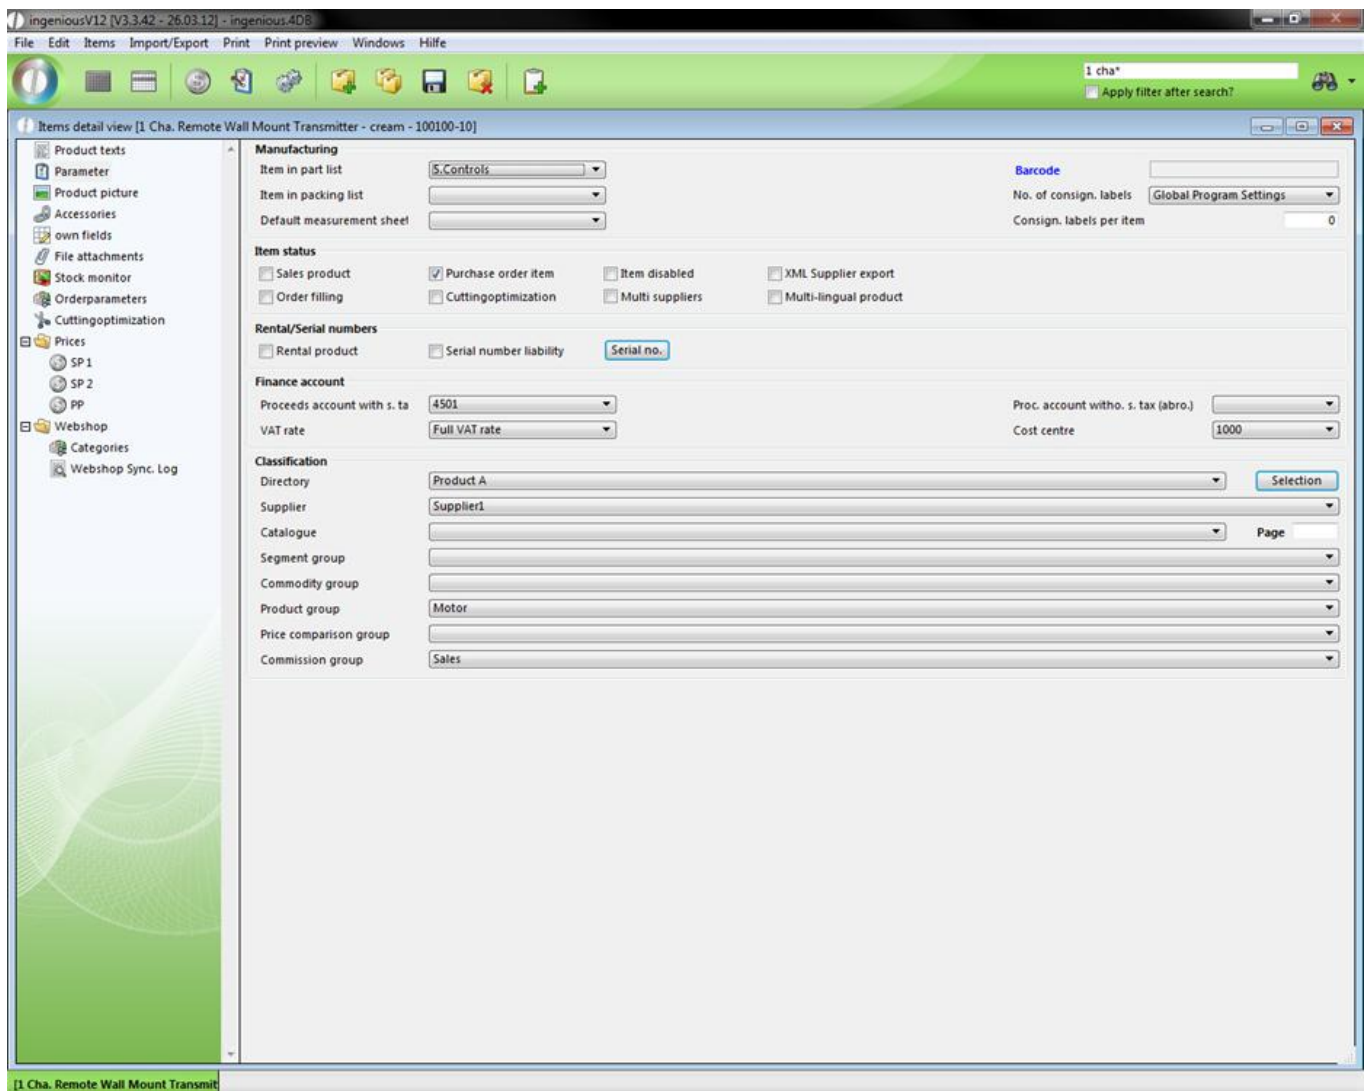 ingeniousV12 [V3.3.42 - 26.03.12] - ingenious.4DB
File Edit Items Import/Export Print Print preview Windows Hilfe
1 cha*
Apply filter after search?
Items detail view [1 Cha. Remote Wall Mount Transmitter - cream - 100100-10]
Product texts
Parameter
Product picture
Accessories
own fields
File attachments
Stock monitor
Orderparameters
Cuttingoptimization
Prices
SP 1
SP 2
PP
Webshop
Categories
Webshop Sync. Log
Manufacturing
Item in part list S.Controls Barcode
Item in packing list No. of consign. labels Global Program Settings
Default measurement sheet Consign. labels per item 0
Item status
Sales product Purchase order item Item disabled XML Supplier export
Order filling Cuttingoptimization Multi suppliers Multi-lingual product
Rental/Serial numbers
Rental product Serial number liability Serial no.
Finance account
Proceeds account with s. ta 4501 Proc. account witho. s. tax (abro.)
VAT rate Full VAT rate Cost centre 1000
Classification
Directory Product A Selection
Supplier Supplier1
Catalogue Page
Segment group
Commodity group
Product group Motor
Price comparison group
Commission group Sales
[1 Cha. Remote Wall Mount Transmit